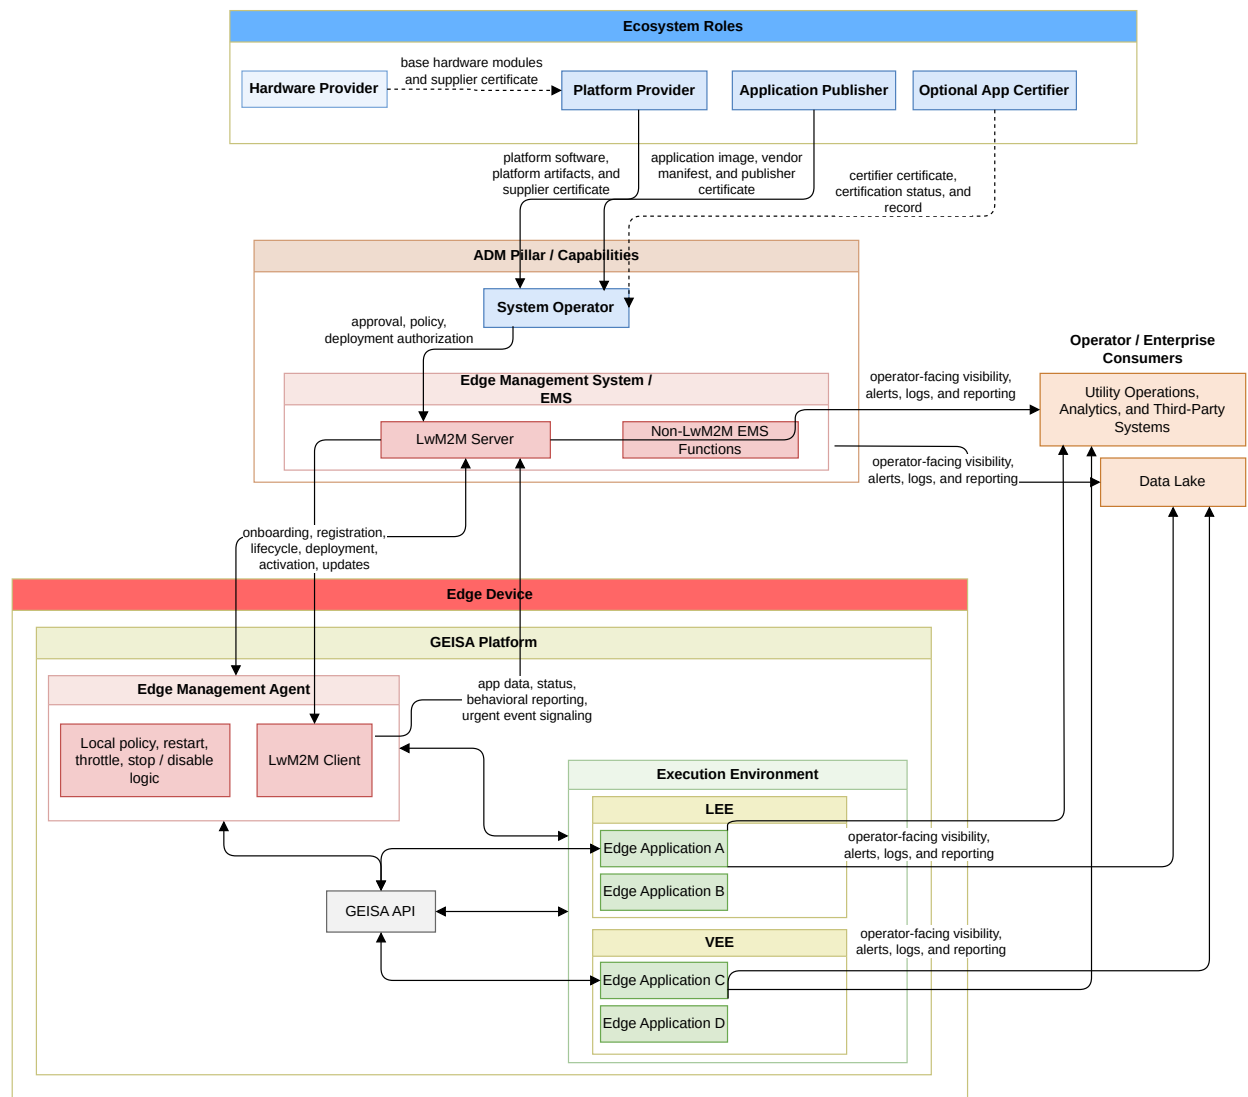 Ecosystem Roles
Hardware Provider
base hardware modules
and supplier certificate
Platform Provider
Application Publisher
Optional App Certifier
platform software,
platform artifacts, and
supplier certificate
application image, vendor
manifest, and publisher
certificate
certifier certificate,
certification status, and
record
ADM Pillar / Capabilities
System Operator
approval, policy,
deployment authorization
Edge Management System /
EMS
LwM2M Server
Non-LwM2M EMS
Functions
operator-facing visibility,
alerts, logs, and reporting
operator-facing visibility,
alerts, logs, and reporting
Operator / Enterprise
Consumers
Utility Operations,
Analytics, and Third-Party
Systems
Data Lake
onboarding, registration,
lifecycle, deployment,
activation, updates
Edge Device
GEISA Platform
Edge Management Agent
Local policy, restart,
throttle, stop / disable
logic
LwM2M Client
app data, status,
behavioral reporting,
urgent event signaling
Execution Environment
LEE
Edge Application A
Edge Application B
operator-facing visibility,
alerts, logs, and reporting
GEISA API
VEE
Edge Application C
Edge Application D
operator-facing visibility,
alerts, logs, and reporting